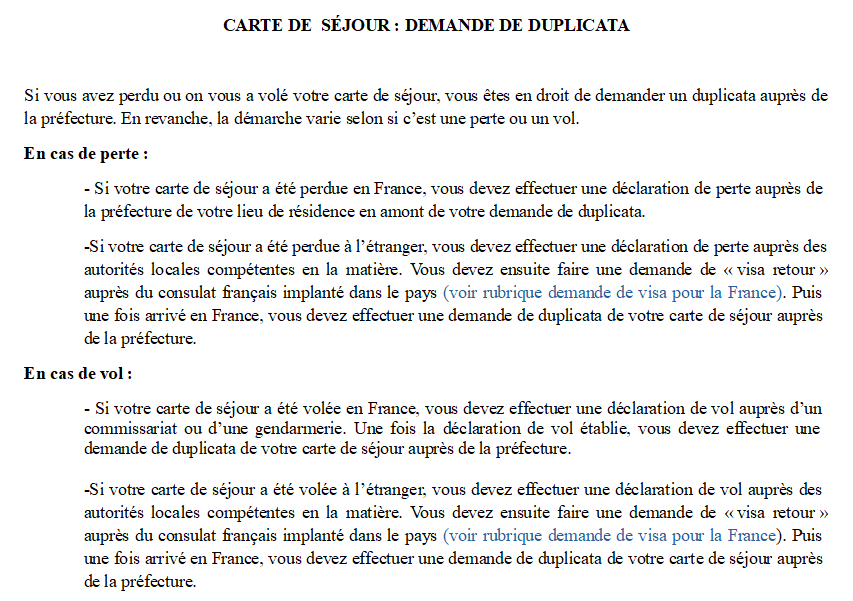 CARTE DE SÉJOUR : DEMANDE DE DUPLICATA
Si vous avez perdu ou on vous a volé votre carte de séjour, vous êtes en droit de demander un duplicata auprès de
la préfecture. En revanche, la démarche varie selon si c’est une perte ou un vol.
En cas de perte :
- Si votre carte de séjour a été perdue en France, vous devez effectuer une déclaration de perte auprès de
la préfecture de votre lieu de résidence en amont de votre demande de duplicata.
-Si votre carte de séjour a été perdue à l’étranger, vous devez effectuer une déclaration de perte auprès des
autorités locales compétentes en la matière. Vous devez ensuite faire une demande de « visa retour »
auprès du consulat français implanté dans le pays (voir rubrique demande de visa pour la France). Puis
une fois arrivé en France, vous devez effectuer une demande de duplicata de votre carte de séjour auprès
de la préfecture.
En cas de vol :
- Si votre carte de séjour a été volée en France, vous devez effectuer une déclaration de vol auprès d’un
commissariat ou d’une gendarmerie. Une fois la déclaration de vol établie, vous devez effectuer une
demande de duplicata de votre carte de séjour auprès de la préfecture.
-Si votre carte de séjour a été volée à l’étranger, vous devez effectuer une déclaration de vol auprès des
autorités locales compétentes en la matière. Vous devez ensuite faire une demande de « visa retour »
auprès du consulat français implanté dans le pays (voir rubrique demande de visa pour la France). Puis
une fois arrivé en France, vous devez effectuer une demande de duplicata de votre carte de séjour auprès
de la préfecture.